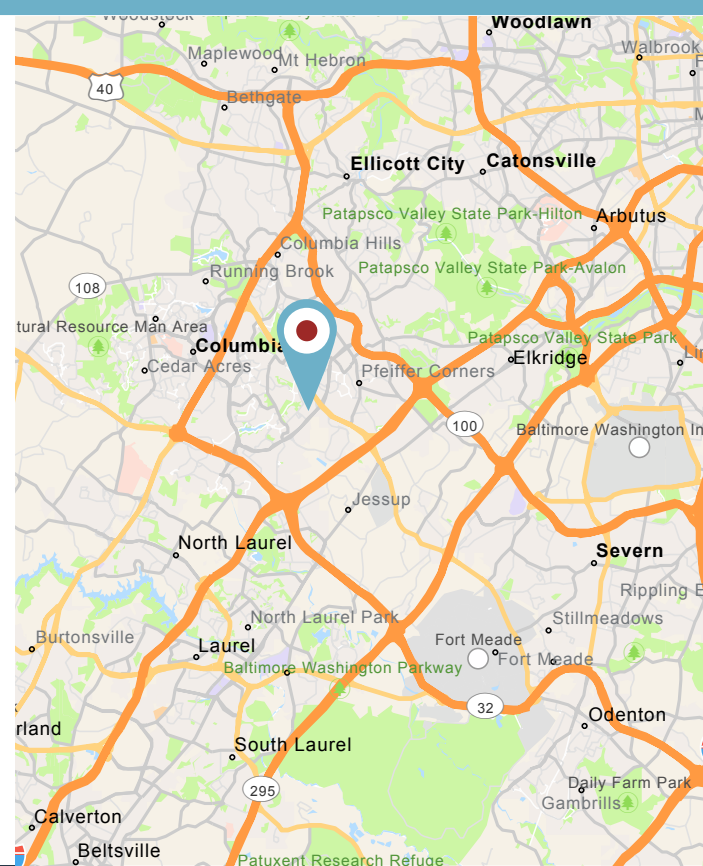 Woodstock
Woodlawn
Maplewood
Mt Hebron
Walbrook
40
Bethgate
Ellicott City
Catonsville
Patapsco Valley State Park-Hilton
Arbutus
Columbia Hills
Running Brook
Patapsco Valley State Park-Avalon
108
tural Resource Man Area
Columbia
Patapsco Valley State Park
Cedar Acres
Pfeiffer Corners
Elkridge
100
Baltimore Washington In
Jessup
North Laurel
Severn
Rippling
North Laurel Park
Stillmeadows
Burtonsville
Laurel
Fort Meade
Fort Meade
Baltimore Washington Parkway
32
Odenton
rland
South Laurel
295
Daily Farm Park
Gambrills
Calverton
Beltsville
Patuxent Research Refuge